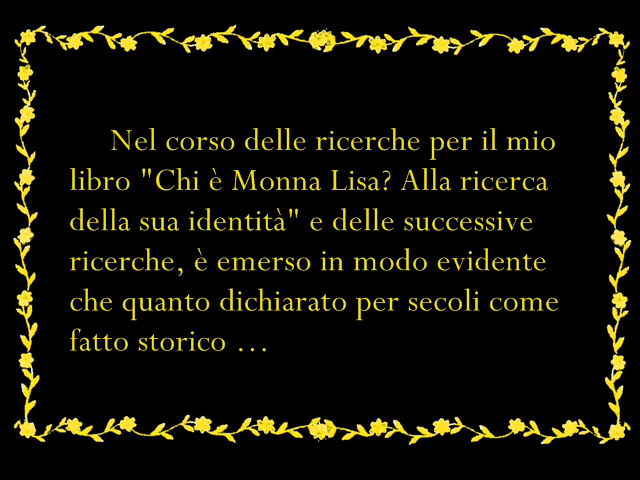 Nel corso delle ricerche per il mio
libro "Chi è Monna Lisa? Alla ricerca
della sua identità" e delle successive
ricerche, è emerso in modo evidente
che quanto dichiarato per secoli come
fatto storico …